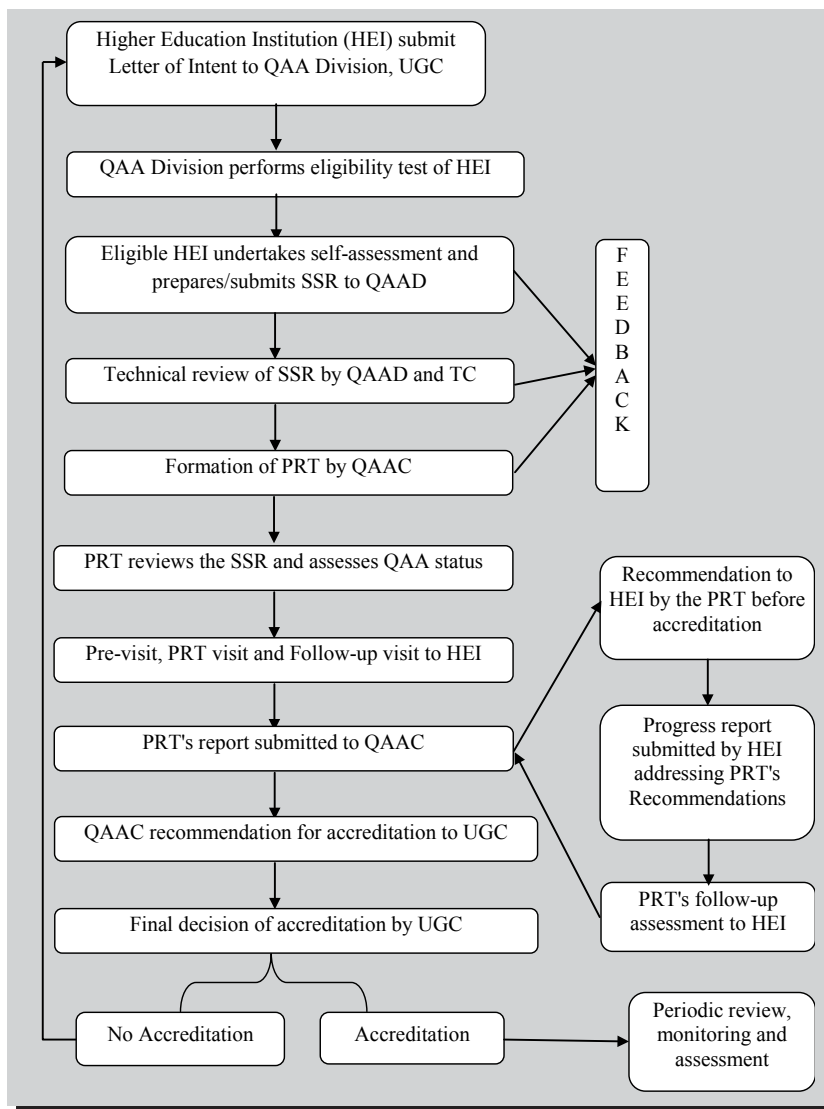 Higher Education Institution (HEI) submit
Letter of Intent to QAA Division, UGC
QAA Division performs eligibility test of HEI
Eligible HEI undertakes self-assessment and
prepares/submits SSR to QAAD
F
E
E
D
B
A
C
K
Technical review of SSR by QAAD and TC
Formation of PRT by QAAC
PRT reviews the SSR and assesses QAA status
Pre-visit, PRT visit and Follow-up visit to HEI
PRT's report submitted to QAAC
Recommendation to
HEI by the PRT before
accreditation
Progress report
submitted by HEI
addressing PRT's
Recommendations
PRT's follow-up
assessment to HEI
QAAC recommendation for accreditation to UGC
Final decision of accreditation by UGC
No Accreditation
Accreditation
Periodic review,
monitoring and
assessment